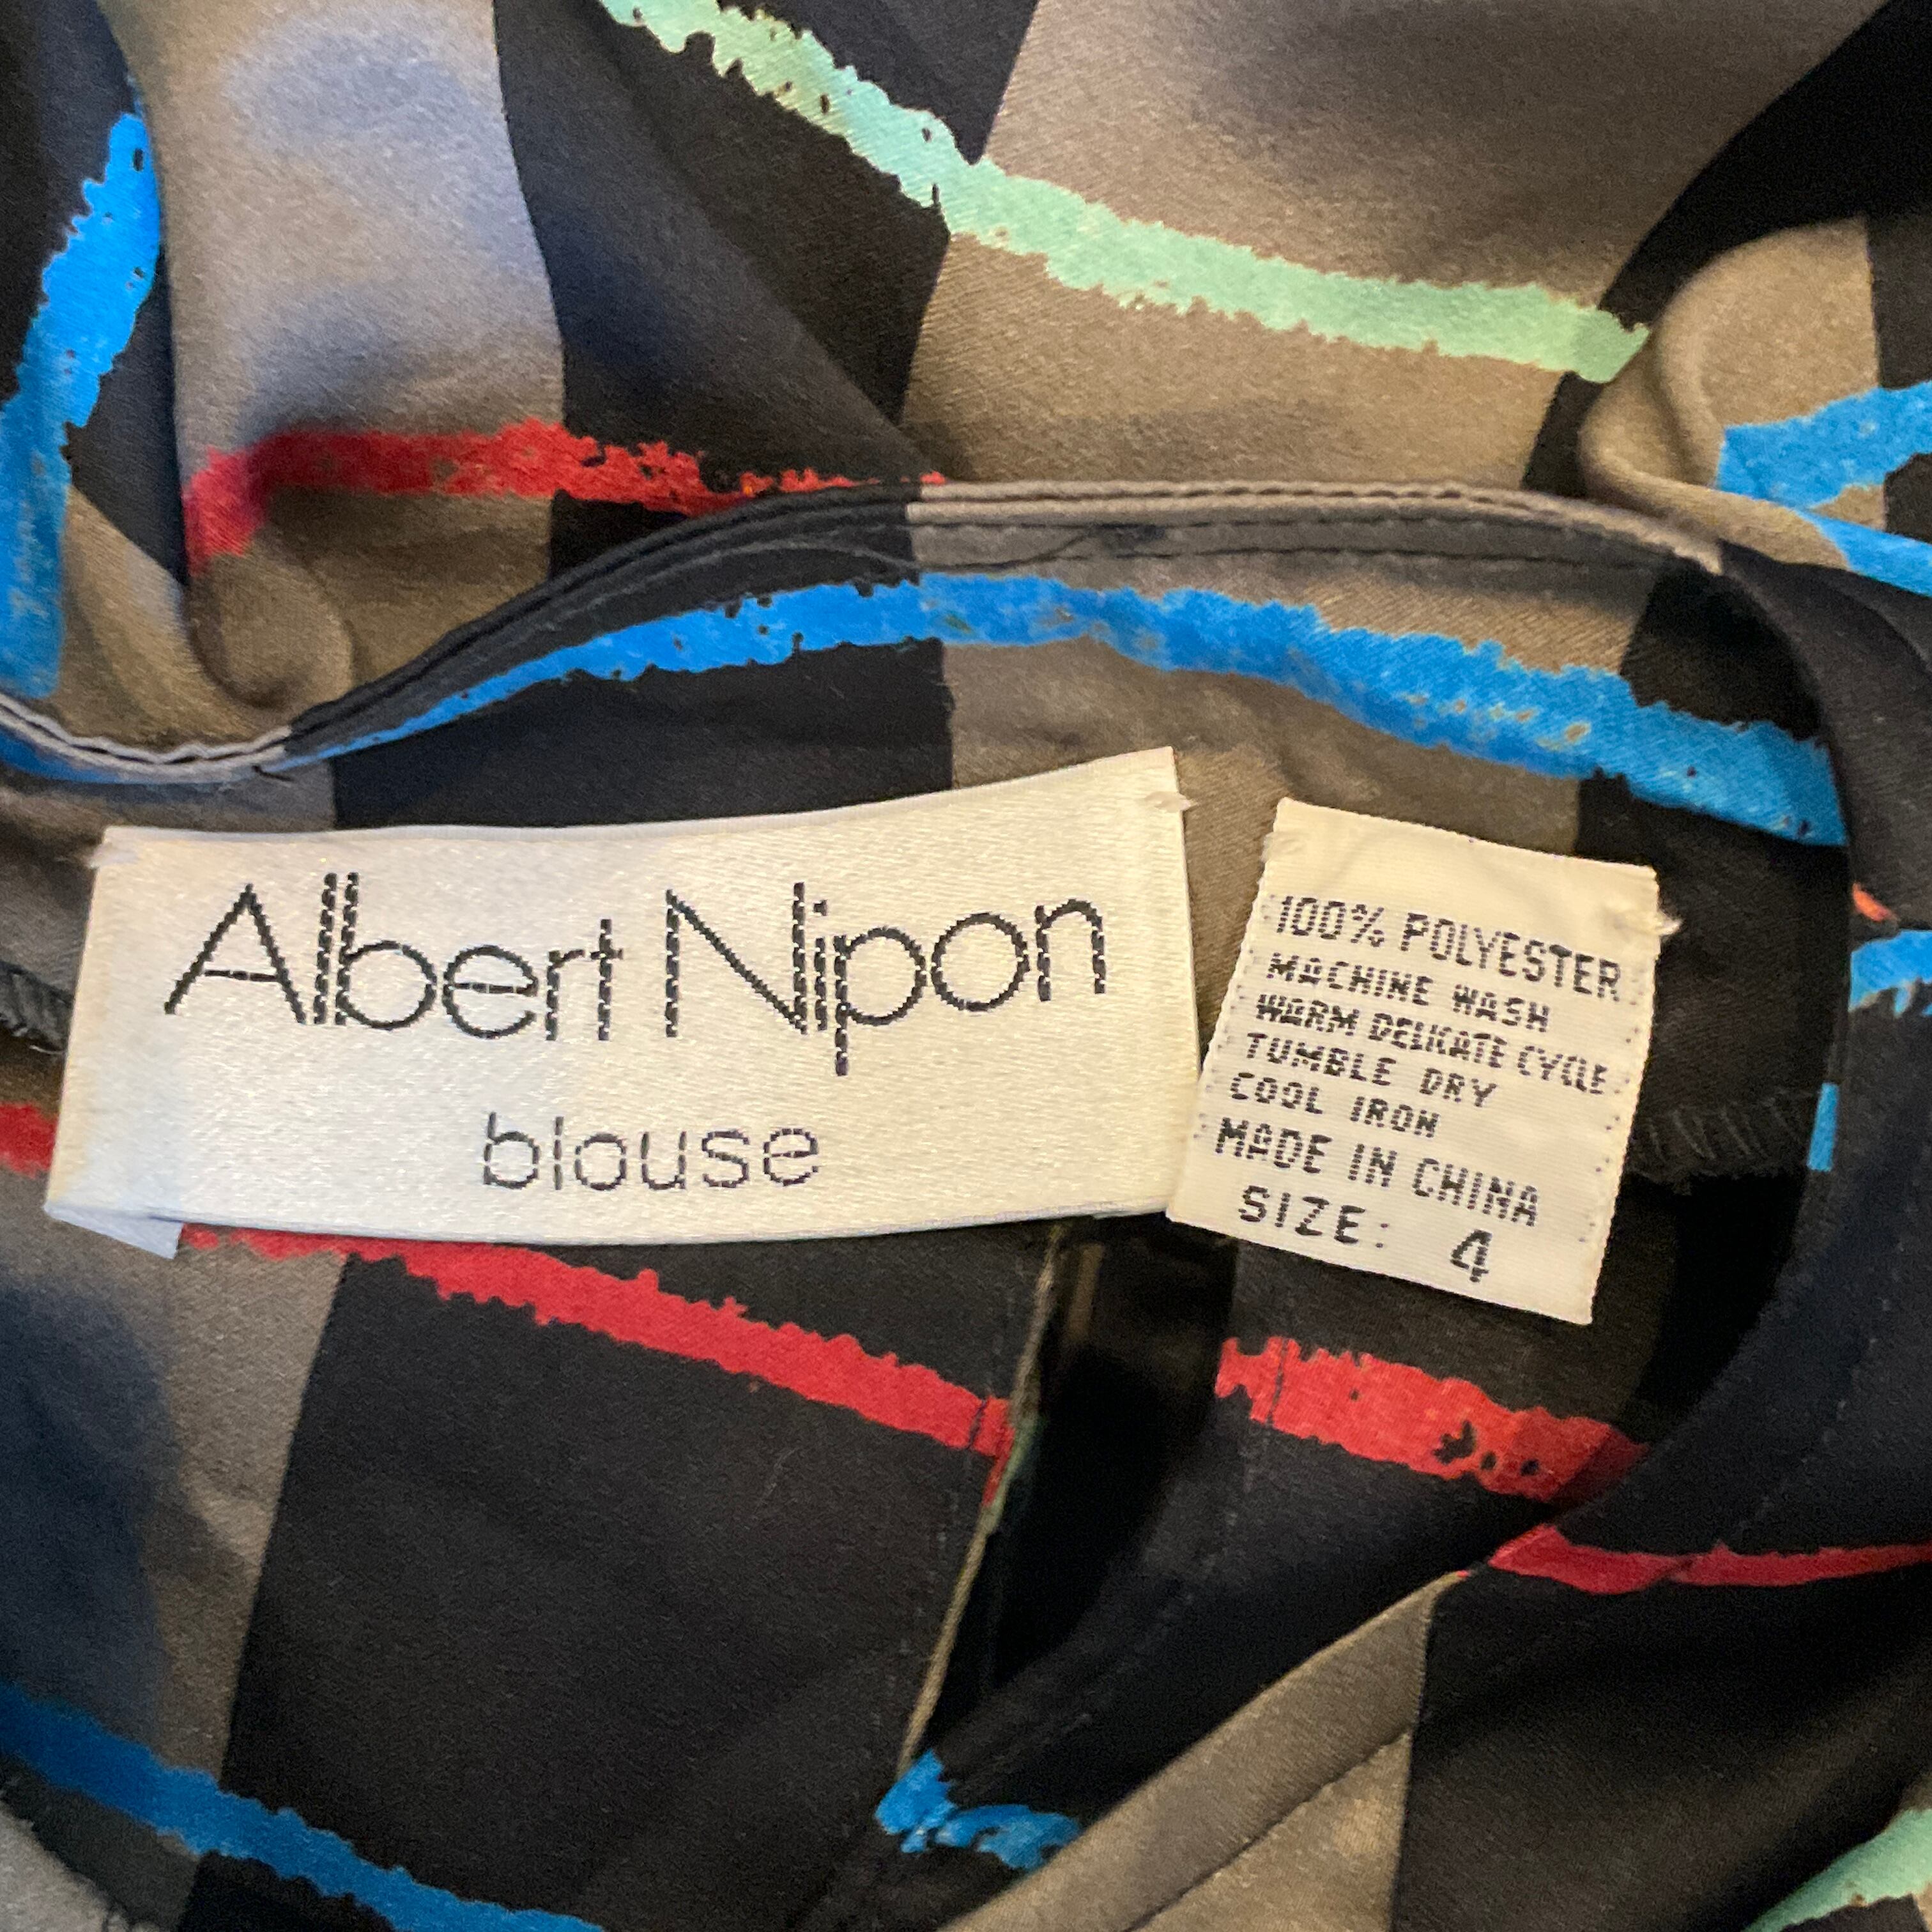 Albert Nipon
blouse
100% POLYESTER
MACHINE WASH
WARM DELICATE CYCLE
TUMBLE DRY
COOL IRON
MADE IN CHINA
SIZE: 4